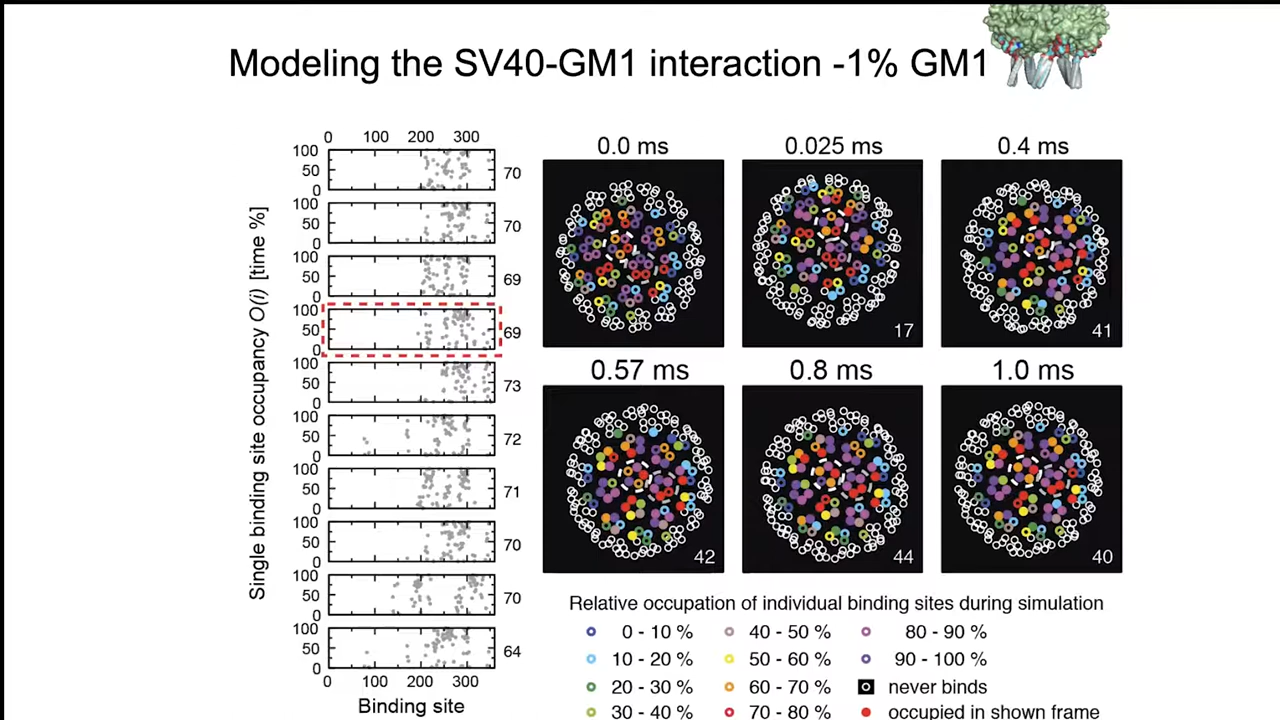 Modeling the SV40-GM1 interaction -1% GM1
0 100 200 300
Single binding site occupancy O(i) [time %]
100
50
0
70
100
50
0
70
100
50
0
69
100
50
0
69
100
50
0
73
100
50
0
72
100
50
0
71
100
50
0
70
100
50
0
70
100
50
0
64
0 100 200 300
Binding site
0.0 ms
0.025 ms
17
0.4 ms
41
0.57 ms
42
0.8 ms
44
1.0 ms
40
Relative occupation of individual binding sites during simulation
0 - 10 %
10 - 20 %
20 - 30 %
30 - 40 %
40 - 50 %
50 - 60 %
60 - 70 %
70 - 80 %
80 - 90 %
90 - 100 %
never binds
occupied in shown frame